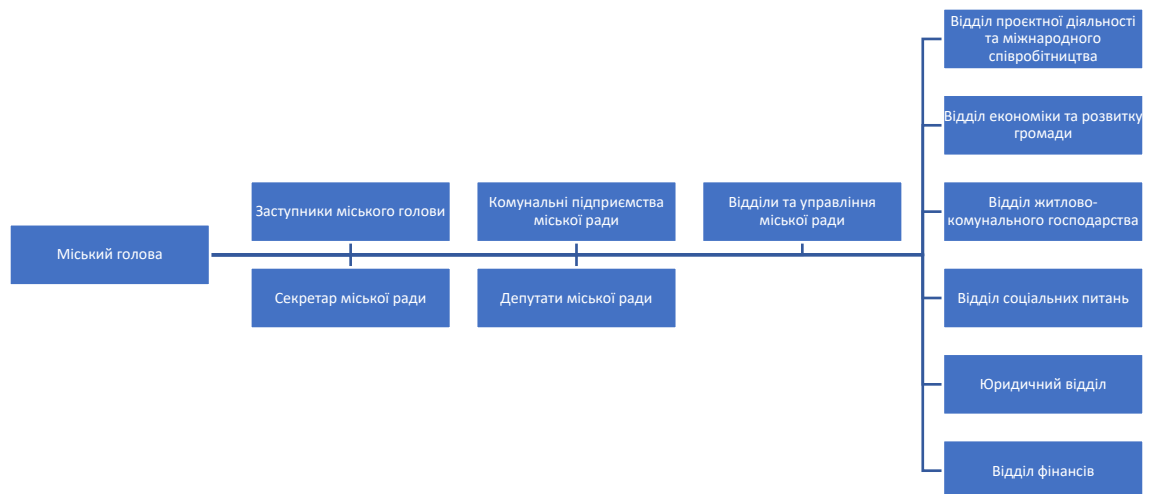 Міський голова
Заступники міського голови
Секретар міської ради
Комунальні підприємства
міської ради
Депутати міської ради
Відділи та управління
міської ради
Відділ проєктної діяльності
та міжнародного
співробітництва
Відділ економіки та розвитку
громади
Відділ житлово-
комунального господарства
Відділ соціальних питань
Юридичний відділ
Відділ фінансів